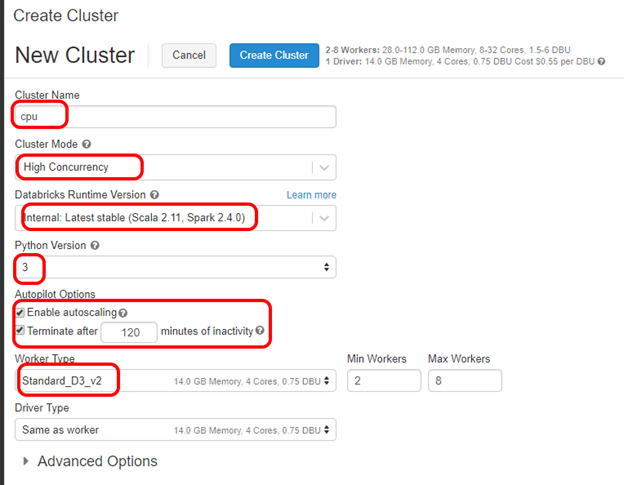 Create Cluster
New Cluster
Cancel
Create Cluster
2-8 Workers: 28.0-112.0 GB Memory, 8-32 Cores, 1.5-6 DBU
1 Driver: 14.0 GB Memory, 4 Cores, 0.75 DBU Cost $0.55 per DBU ?
Cluster Name
cpu
Cluster Mode ?
High Concurrency
Databricks Runtime Version ? Learn more
Internal: Latest stable (Scala 2.11, Spark 2.4.0)
Python Version ?
3
Autopilot Options
Enable autoscaling ?
Terminate after 120 minutes of inactivity ?
Worker Type Min Workers Max Workers
Standard_D3_v2 14.0 GB Memory, 4 Cores, 0.75 DBU 2 8
Driver Type
Same as worker 14.0 GB Memory, 4 Cores, 0.75 DBU
Advanced Options